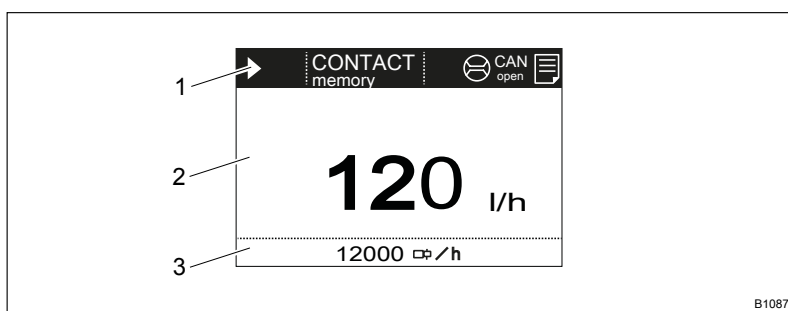 1
CONTACT
memory
CAN
open
2
120 l/h
3
12000 /h
B1087